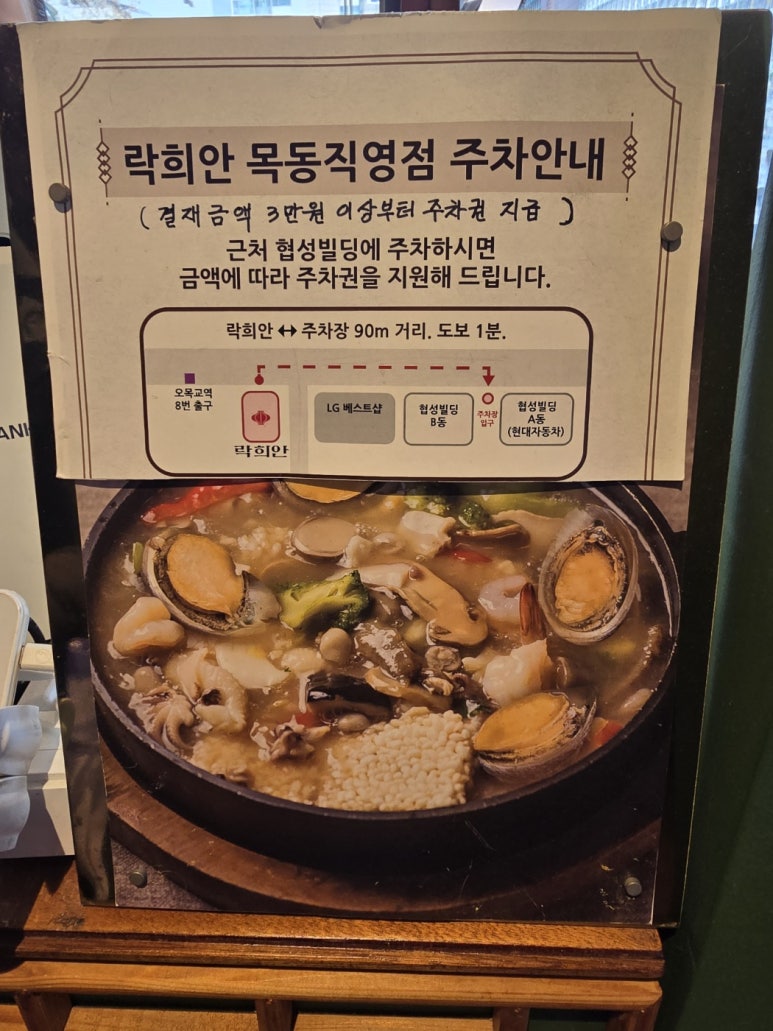 락희안 목동직영점 주차안내
( 결재금액 3만원 이상부터 주차권 지급 )
근처 협성빌딩에 주차하시면
금액에 따라 주차권을 지원해 드립니다.
락희안 ↔ 주차장 90m 거리. 도보 1분.
오목교역
8번 출구
락희안
LG 베스트샵
협성빌딩
B동
주차장
입구
협성빌딩
A동
(현대자동차)